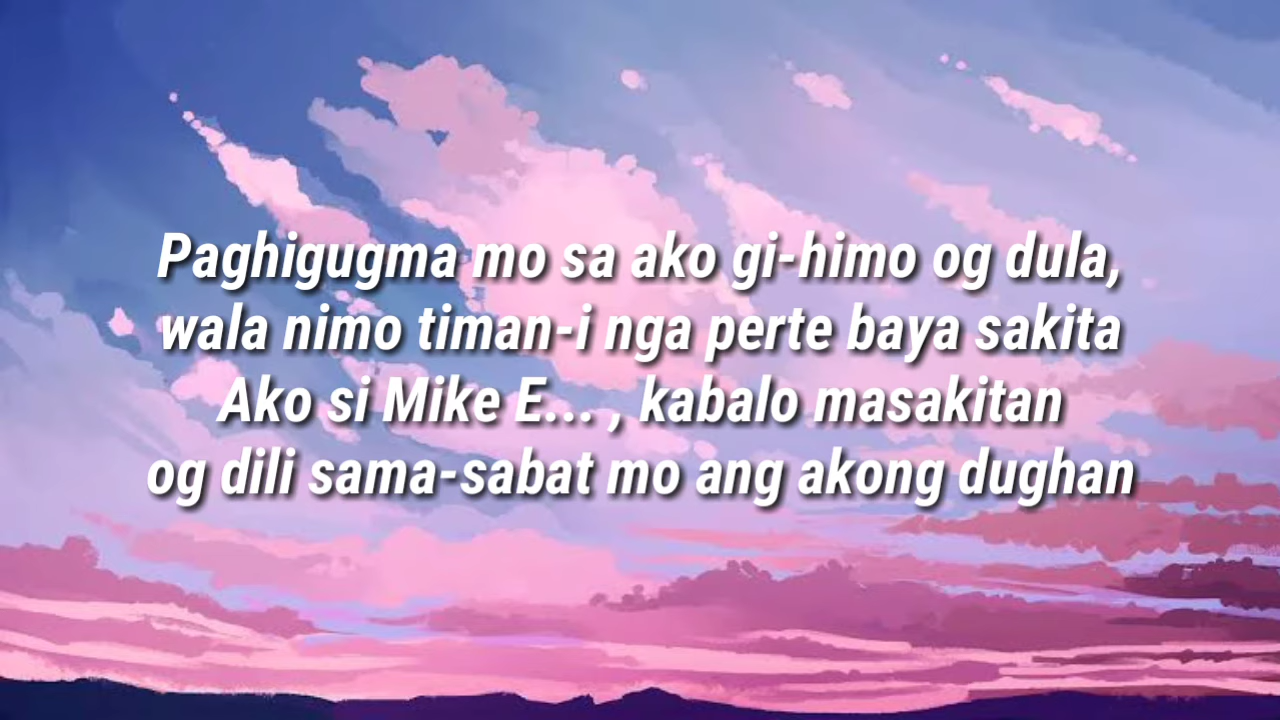 Paghigugma mo sa ako gi-himo og dula,
wala nimo timan-i nga perte baya sakita
Ako si Mike E... , kabalo masakitan
og dili sama-sabat mo ang akong dughan